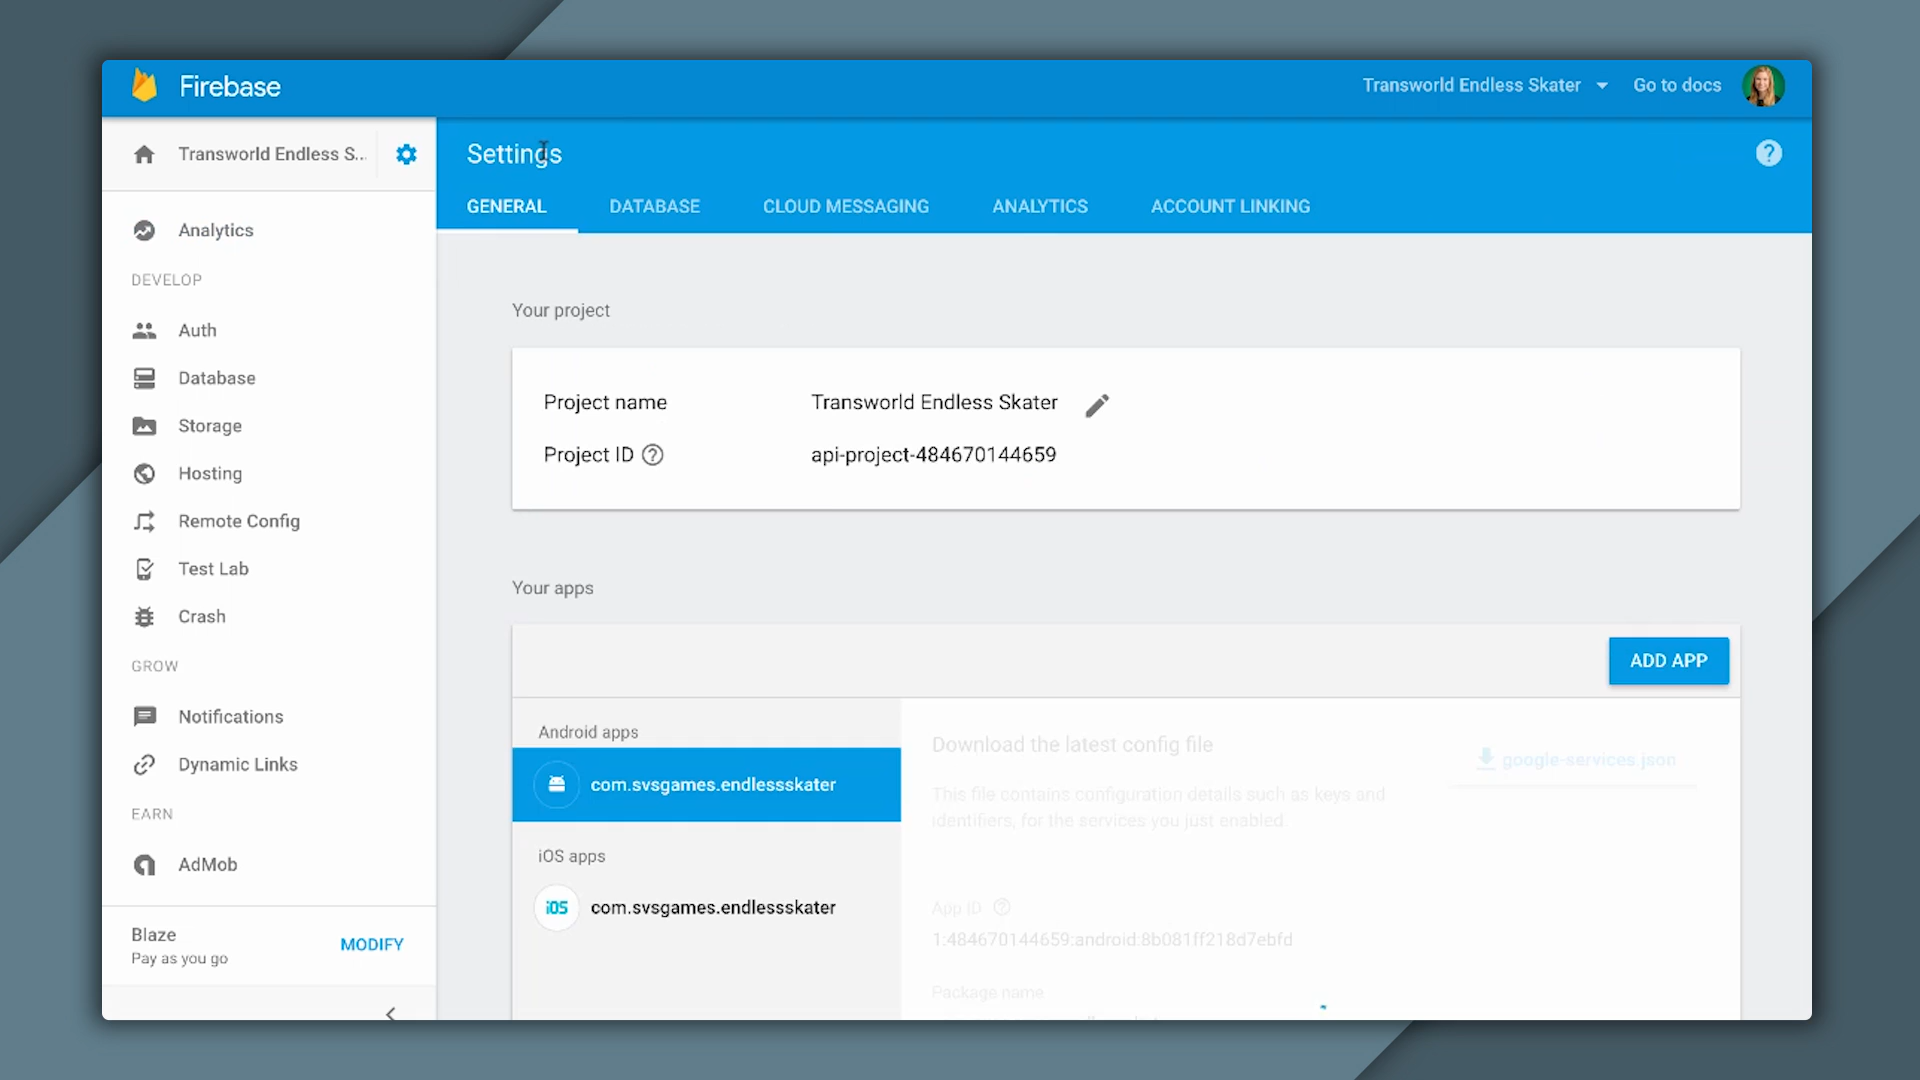 Firebase
Transworld Endless Skater
Go to docs
Transworld Endless S...
Settings
?
GENERAL
DATABASE
CLOUD MESSAGING
ANALYTICS
ACCOUNT LINKING
Analytics
DEVELOP
Auth
Database
Storage
Hosting
Remote Config
Test Lab
Crash
GROW
Notifications
Dynamic Links
EARN
AdMob
Blaze
Pay as you go
MODIFY
Your project
Project name
Transworld Endless Skater
Project ID ?
api-project-484670144659
Your apps
ADD APP
Android apps
com.svsgames.endlessskater
iOS apps
iOS
com.svsgames.endlessskater
Download the latest config file
google-services.json
This file contains configuration details such as keys and
identifiers, for the services you just enabled.
App ID ?
1:484670144659:android:8b081ff218d7ebfd
Package name